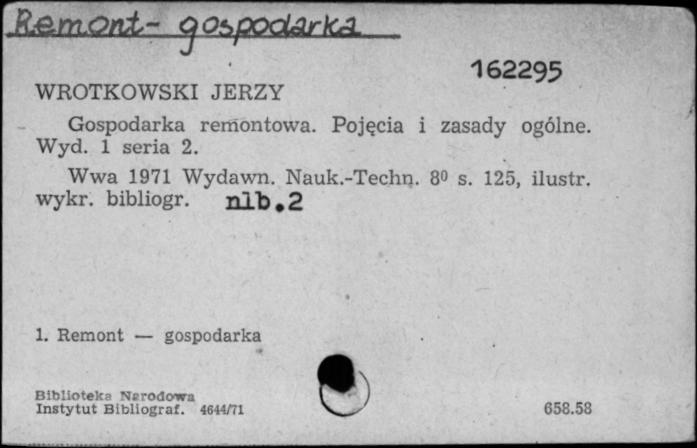 Remont- gospodarka
162295
WROTKOWSKI JERZY
Gospodarka remontowa. Pojęcia i zasady ogólne.
Wyd. 1 seria 2.
Wwa 1971 Wydawn. Nauk.-Techn. 8⁰ s. 125, ilustr.
wykr. bibliogr. nlb.2
1. Remont — gospodarka
Biblioteka Narodowa
Instytut Bibliograf. 4644/71
658.58